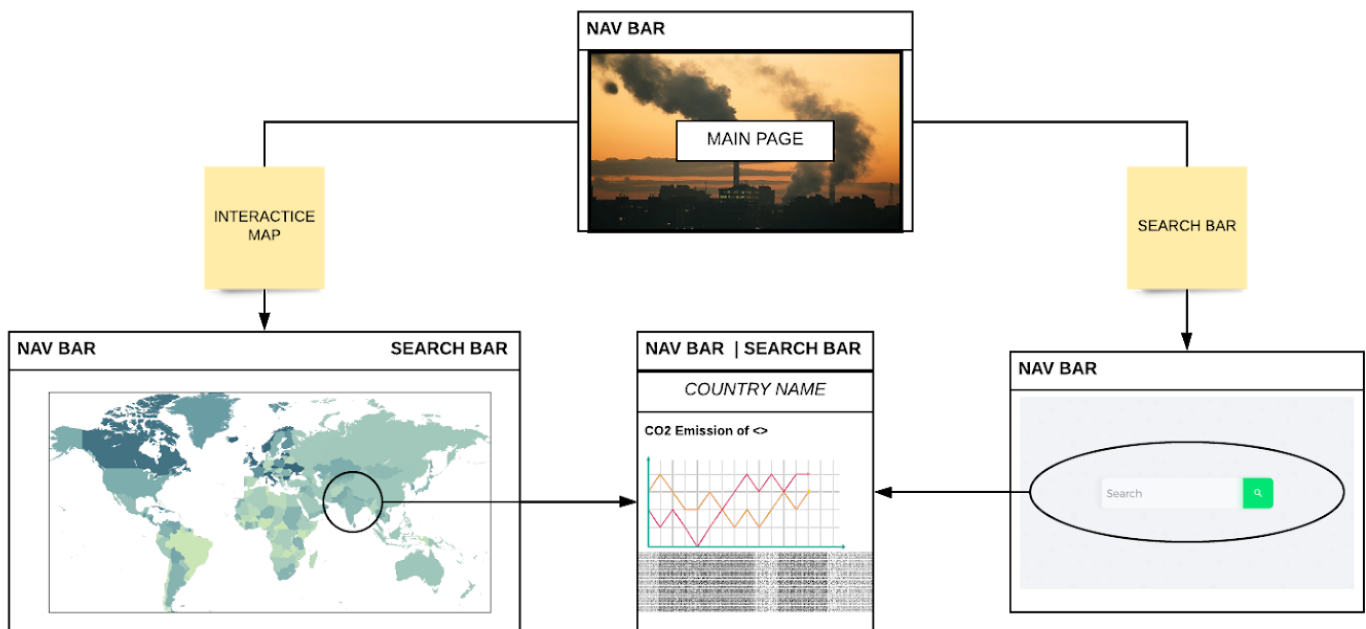 NAV BAR
MAIN PAGE
INTERACTICE
MAP
SEARCH BAR
NAV BAR
SEARCH BAR
NAV BAR | SEARCH BAR
COUNTRY NAME
CO2 Emission of <>
NAV BAR
Search